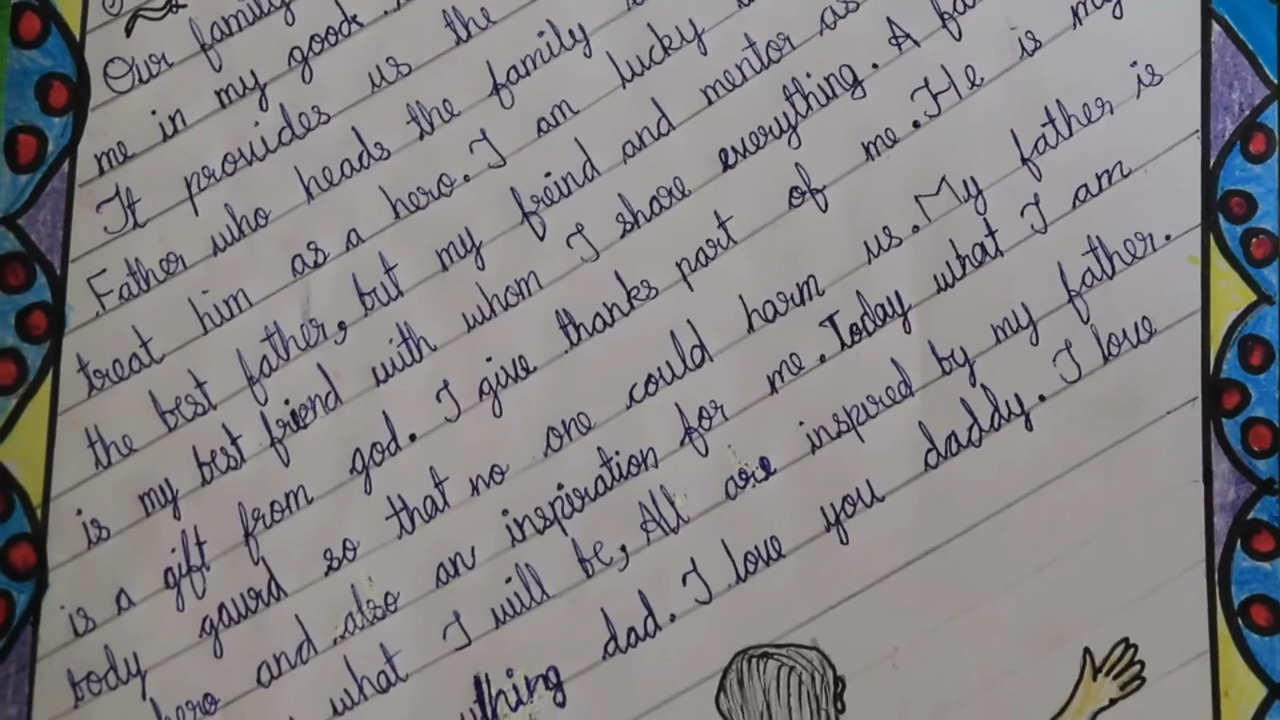 Our family
me in my good
It provides us the
Father who heads the family
treat him as a hero. I am lucky
the best father, but my freind and mentor as
is my best friend with whom I share everything. A
is a gift from god. I give thanks part of me. He is my
body gaurd so that no one could harm us. My father is
hero and also an inspiration for me. Today what I am
what I will be, All are inspired by my father.
dad. I love you daddy. I love